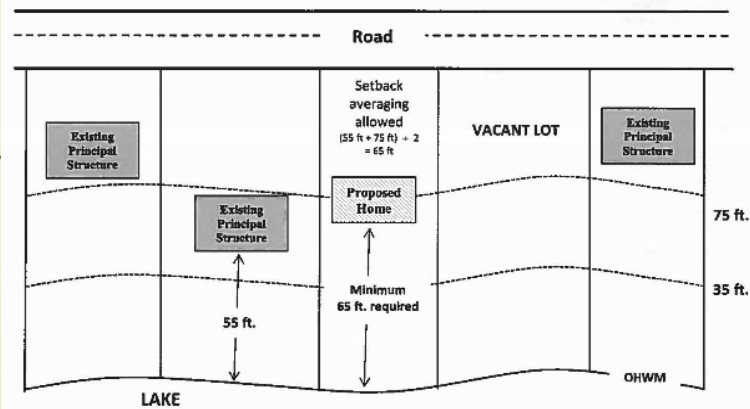 Road
Setback
averaging
allowed
(55 ft + 75 ft) ÷ 2
= 65 ft
VACANT LOT
Existing
Principal
Structure
Existing
Principal
Structure
Proposed
Home
Existing
Principal
Structure
75 ft.
Minimum
65 ft. required
35 ft.
55 ft.
OHWM
LAKE